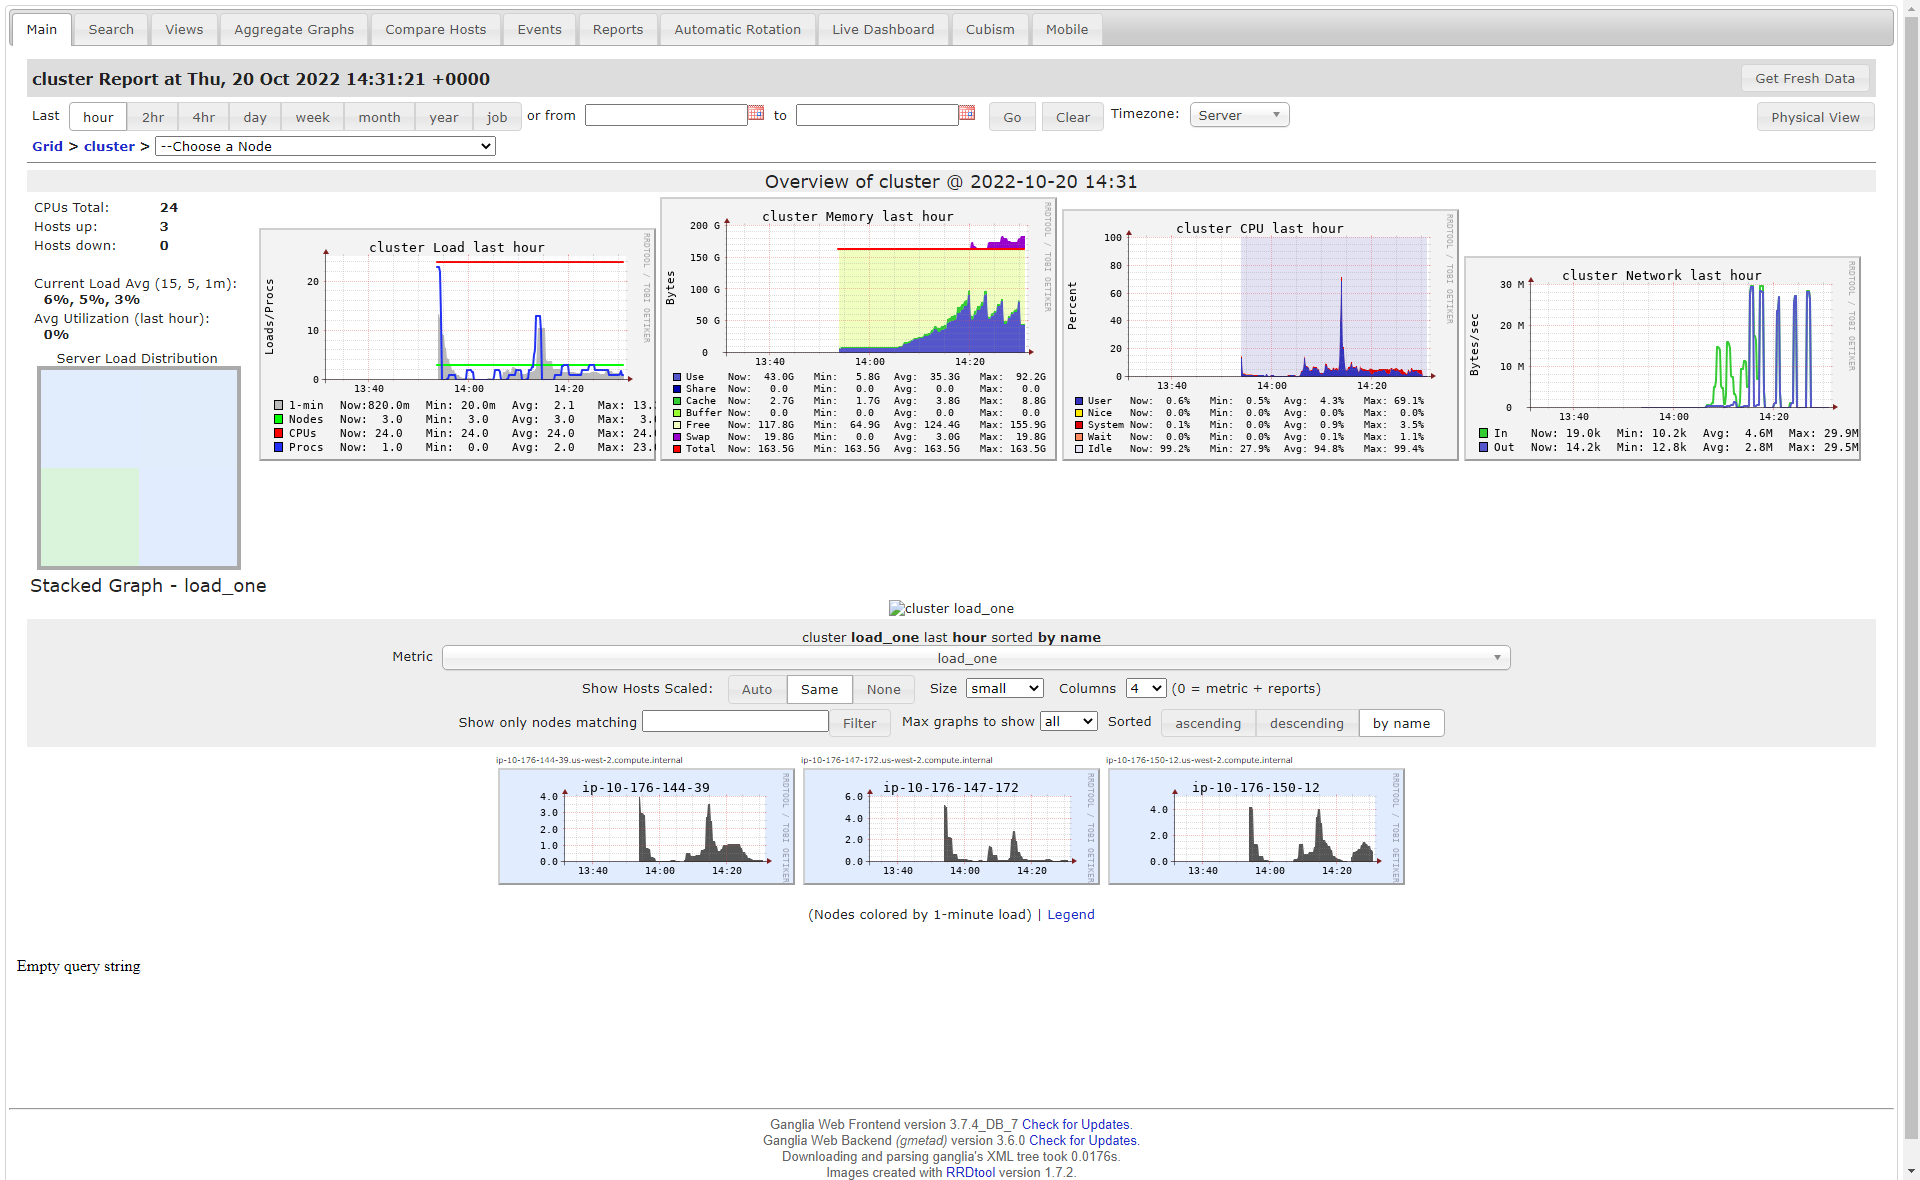 Main Search Views Aggregate Graphs Compare Hosts Events Reports Automatic Rotation Live Dashboard Cubism Mobile
cluster Report at Thu, 20 Oct 2022 14:31:21 +0000 Get Fresh Data
Last hour 2hr 4hr day week month year job or from to Go Clear Timezone: Server Physical View
Grid > cluster > --Choose a Node
Overview of cluster @ 2022-10-20 14:31
CPUs Total: 24
Hosts up: 3
Hosts down: 0
Current Load Avg (15, 5, 1m):
6%, 5%, 3%
Avg Utilization (last hour):
0%
Server Load Distribution
cluster Load last hour
RRDTOOL / TOBI OETIKER
Loads/Procs
20
10
0
13:40 14:00 14:20
1-min Now:820.0m Min: 20.0m Avg: 2.1 Max: 13.
Nodes Now: 3.0 Min: 3.0 Avg: 3.0 Max: 3.
CPUs Now: 24.0 Min: 24.0 Avg: 24.0 Max: 24.
Procs Now: 1.0 Min: 0.0 Avg: 2.0 Max: 23.
cluster Memory last hour
RRDTOOL / TOBI OETIKER
Bytes
200 G
150 G
100 G
50 G
0
13:40 14:00 14:20
Use Now: 43.0G Min: 5.8G Avg: 35.3G Max: 92.2G
Share Now: 0.0 Min: 0.0 Avg: 0.0 Max: 0.0
Cache Now: 2.7G Min: 1.7G Avg: 3.8G Max: 8.8G
Buffer Now: 0.0 Min: 0.0 Avg: 0.0 Max: 0.0
Free Now: 117.8G Min: 64.9G Avg: 124.4G Max: 155.9G
Swap Now: 19.8G Min: 0.0 Avg: 3.0G Max: 19.8G
Total Now: 163.5G Min: 163.5G Avg: 163.5G Max: 163.5G
cluster CPU last hour
RRDTOOL / TOBI OETIKER
Percent
100
80
60
40
20
0
13:40 14:00 14:20
User Now: 0.6% Min: 0.5% Avg: 4.3% Max: 69.1%
Nice Now: 0.0% Min: 0.0% Avg: 0.0% Max: 0.0%
System Now: 0.1% Min: 0.0% Avg: 0.9% Max: 3.5%
Wait Now: 0.0% Min: 0.0% Avg: 0.1% Max: 1.1%
Idle Now: 99.2% Min: 27.9% Avg: 94.8% Max: 99.4%
cluster Network last hour
RRDTOOL / TOBI OETIKER
Bytes/sec
30 M
20 M
10 M
0
13:40 14:00 14:20
In Now: 19.0k Min: 10.2k Avg: 4.6M Max: 29.9M
Out Now: 14.2k Min: 12.8k Avg: 2.8M Max: 29.5M
Stacked Graph - load_one
cluster load_one
cluster load_one last hour sorted by name
Metric load_one
Show Hosts Scaled: Auto Same None Size small Columns 4 (0 = metric + reports)
Show only nodes matching Filter Max graphs to show all Sorted ascending descending by name
ip-10-176-144-39.us-west-2.compute.internal
ip-10-176-144-39
RRDTOOL / TOBI OETIKER
4.0
3.0
2.0
1.0
0.0
13:40 14:00 14:20
ip-10-176-147-172.us-west-2.compute.internal
ip-10-176-147-172
RRDTOOL / TOBI OETIKER
6.0
4.0
2.0
0.0
13:40 14:00 14:20
ip-10-176-150-12.us-west-2.compute.internal
ip-10-176-150-12
RRDTOOL / TOBI OETIKER
4.0
2.0
0.0
13:40 14:00 14:20
(Nodes colored by 1-minute load) | Legend
Empty query string
Ganglia Web Frontend version 3.7.4_DB_7 Check for Updates.
Ganglia Web Backend (gmetad) version 3.6.0 Check for Updates.
Downloading and parsing ganglia's XML tree took 0.0176s.
Images created with RRDtool version 1.7.2.